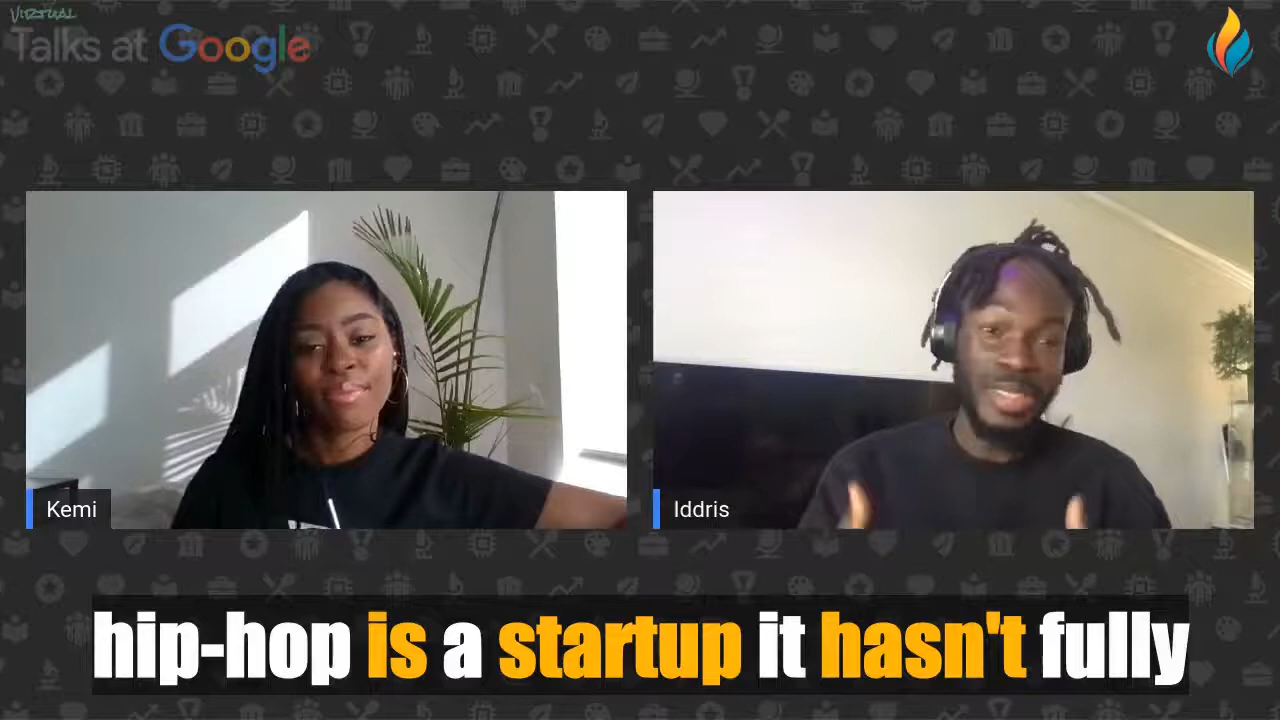 VIRTUAL
Talks at Google
Kemi
Iddris
hip-hop is a startup it hasn't fully